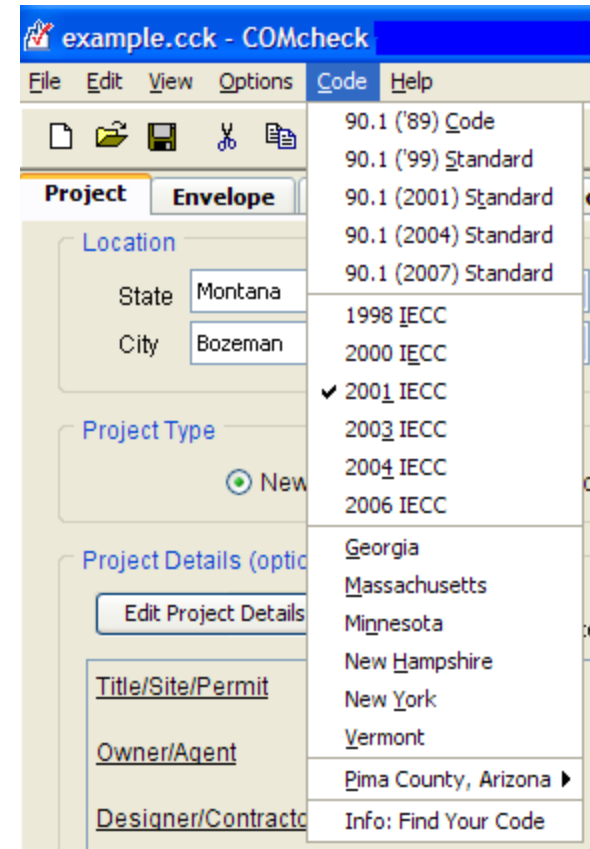 example.cck - COMcheck
File Edit View Options Code Help
Project Envelope
Location
State Montana
City Bozeman
Project Type
New
Project Details (optio
Edit Project Details
Title/Site/Permit
Owner/Agent
Designer/Contracto
90.1 ('89) Code
90.1 ('99) Standard
90.1 (2001) Standard
90.1 (2004) Standard
90.1 (2007) Standard
1998 IECC
2000 IECC
2001 IECC
2003 IECC
2004 IECC
2006 IECC
Georgia
Massachusetts
Minnesota
New Hampshire
New York
Vermont
Pima County, Arizona
Info: Find Your Code